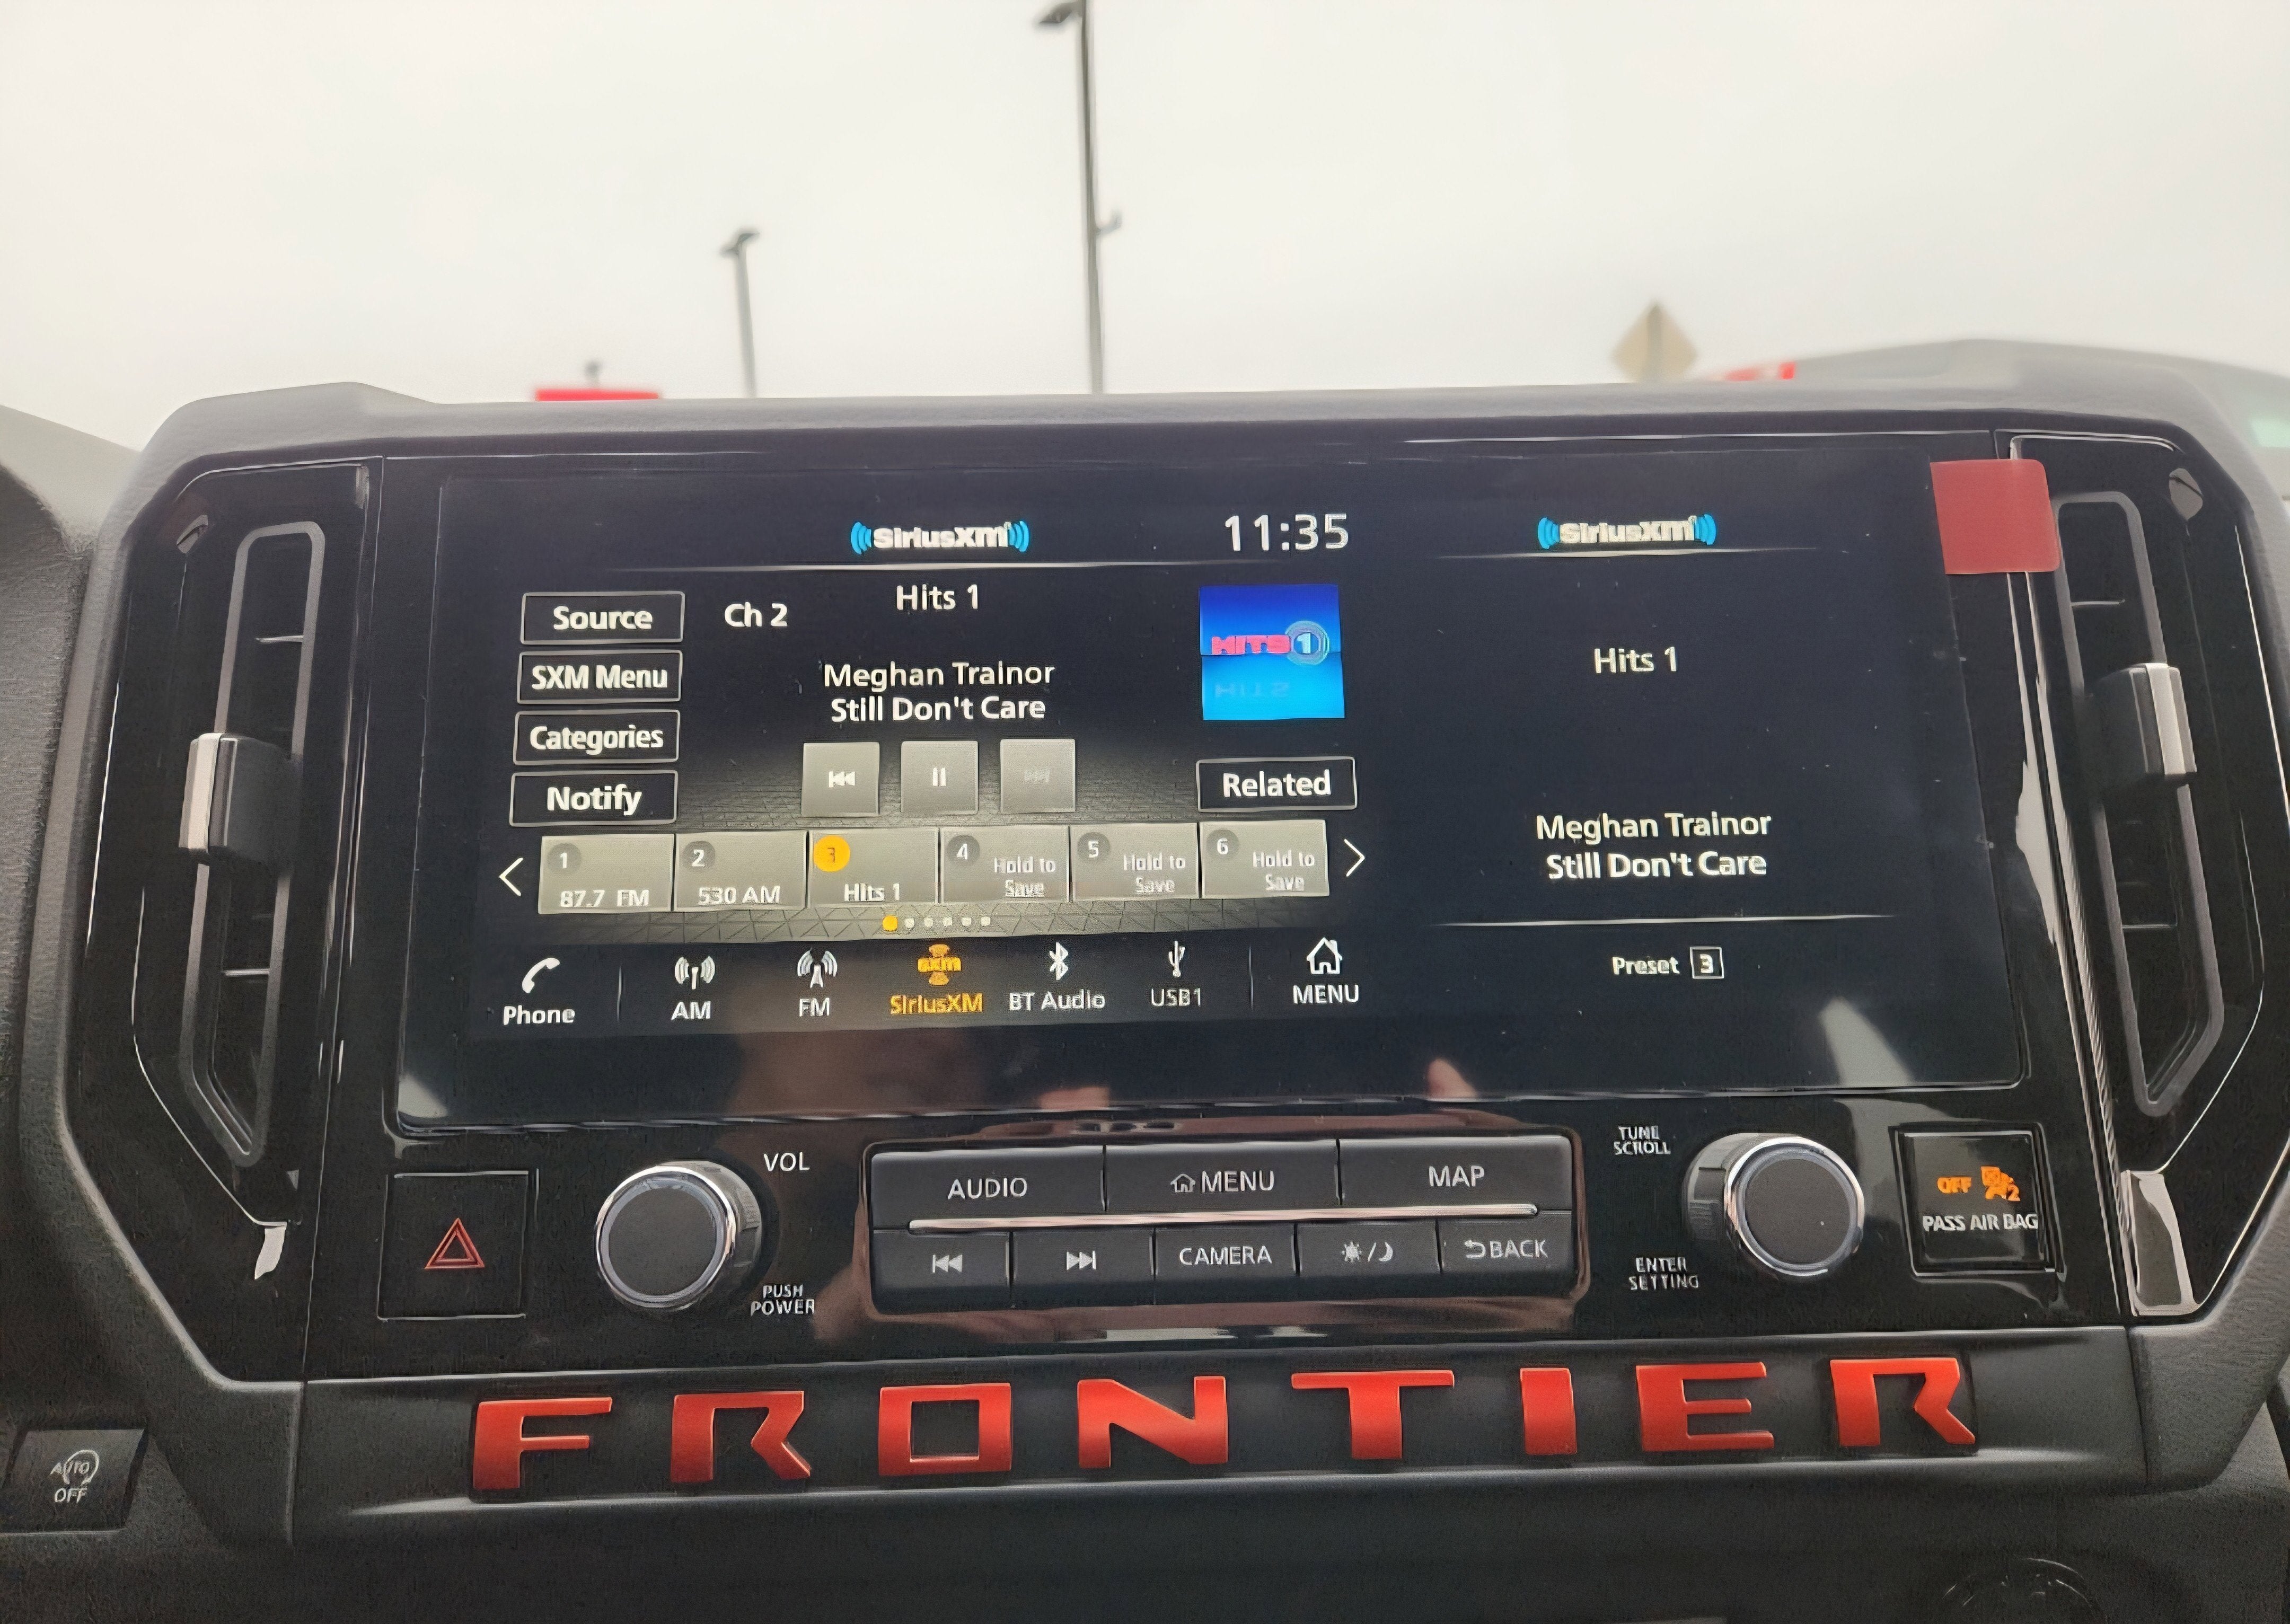 SiriusXM
11:35
SiriusXM
Hits 1
Source
Ch 2
HITS 1
SXM Menu
Meghan Trainor
Still Don't Care
Hits 1
Categories
Notify
Related
Meghan Trainor
Still Don't Care
1
2
3
4
5
6
87.7 FM
530 AM
Hits 1
Hold to
Save
Hold to
Save
Hold to
Save
Preset 3
Phone
AM
FM
sxm
SiriusXM
BT Audio
USB1
MENU
VOL
PUSH
POWER
AUDIO
MENU
MAP
CAMERA
BACK
TUNE
SCROLL
ENTER
SETTING
OFF
2
PASS AIR BAG
FRONTIER
AUTO
OFF